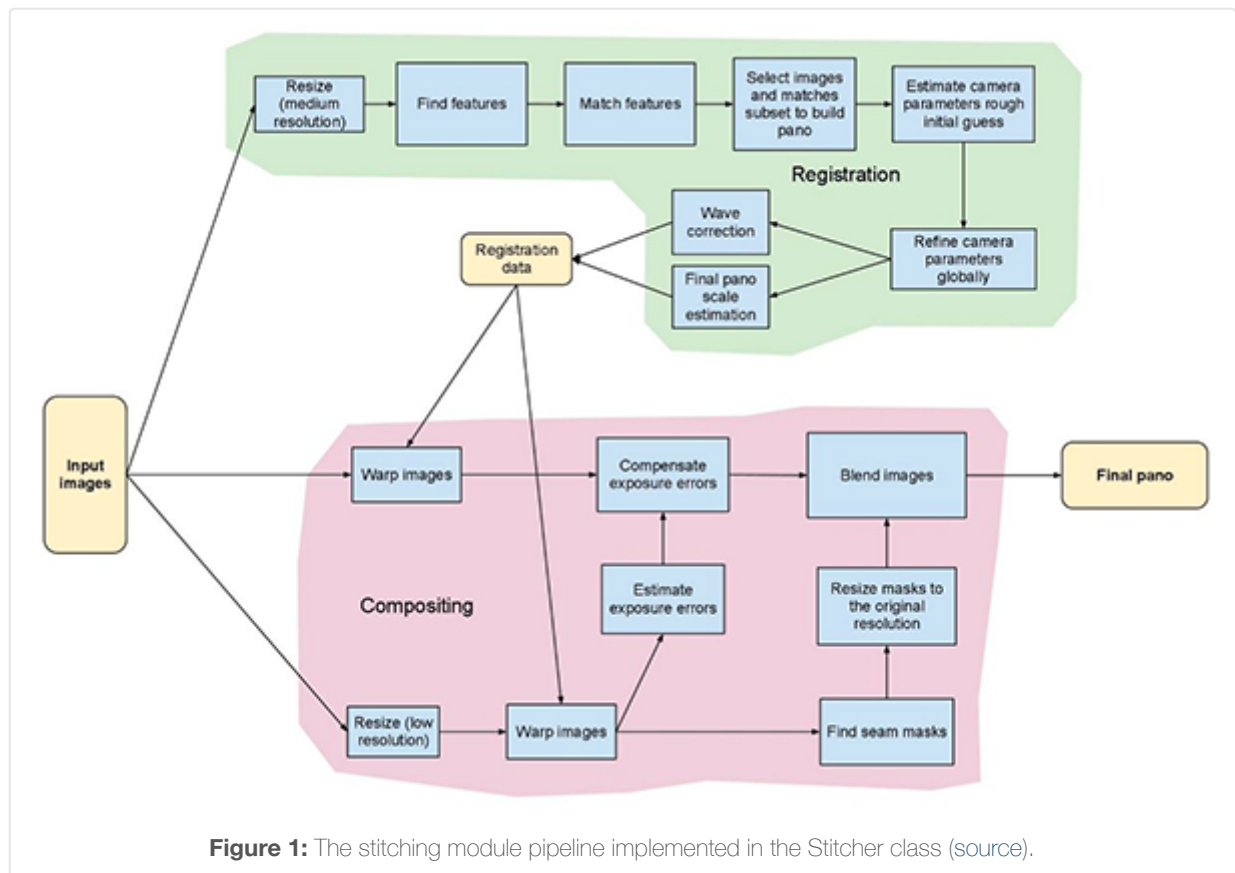 Resize
(medium
resolution)
Find features
Match features
Select images
and matches
subset to build
pano
Estimate camera
parameters rough
initial guess
Registration
Wave
correction
Refine camera
parameters
globally
Final pano
scale
estimation
Registration
data
Input
images
Warp images
Compensate
exposure errors
Blend images
Final pano
Compositing
Estimate
exposure errors
Resize masks to
the original
resolution
Resize (low
resolution)
Warp images
Find seam masks
Figure 1: The stitching module pipeline implemented in the Stitcher class (source).